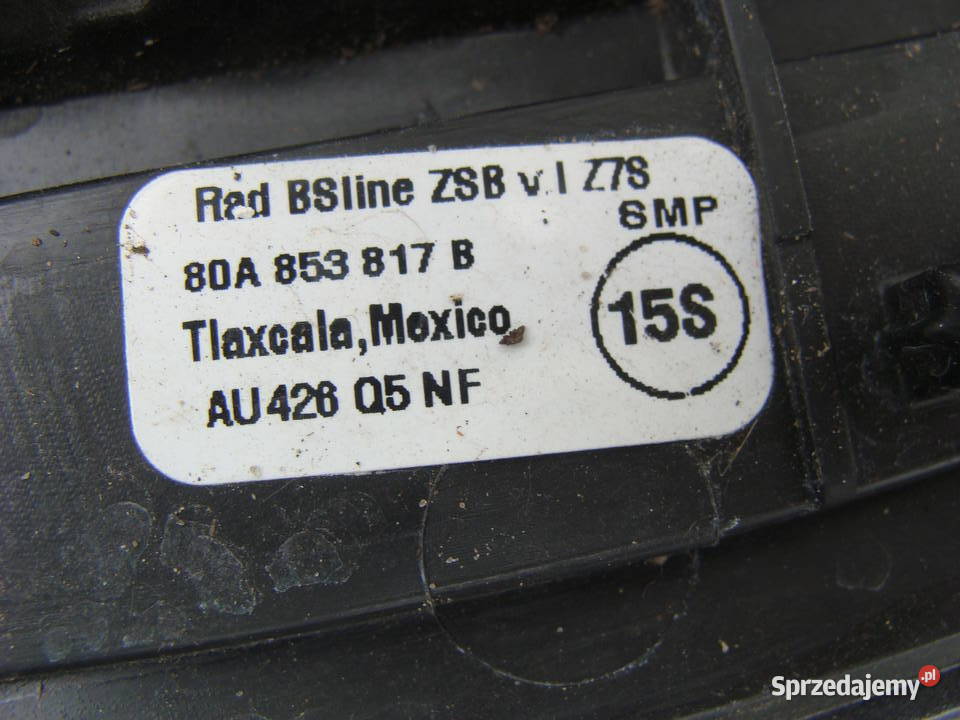 Rad BSline ZSB v.l Z7S
SMP
80A 853 817 B
15S
Tlaxcala,Mexico
AU426 Q5 NF
Sprzedajemy.pl